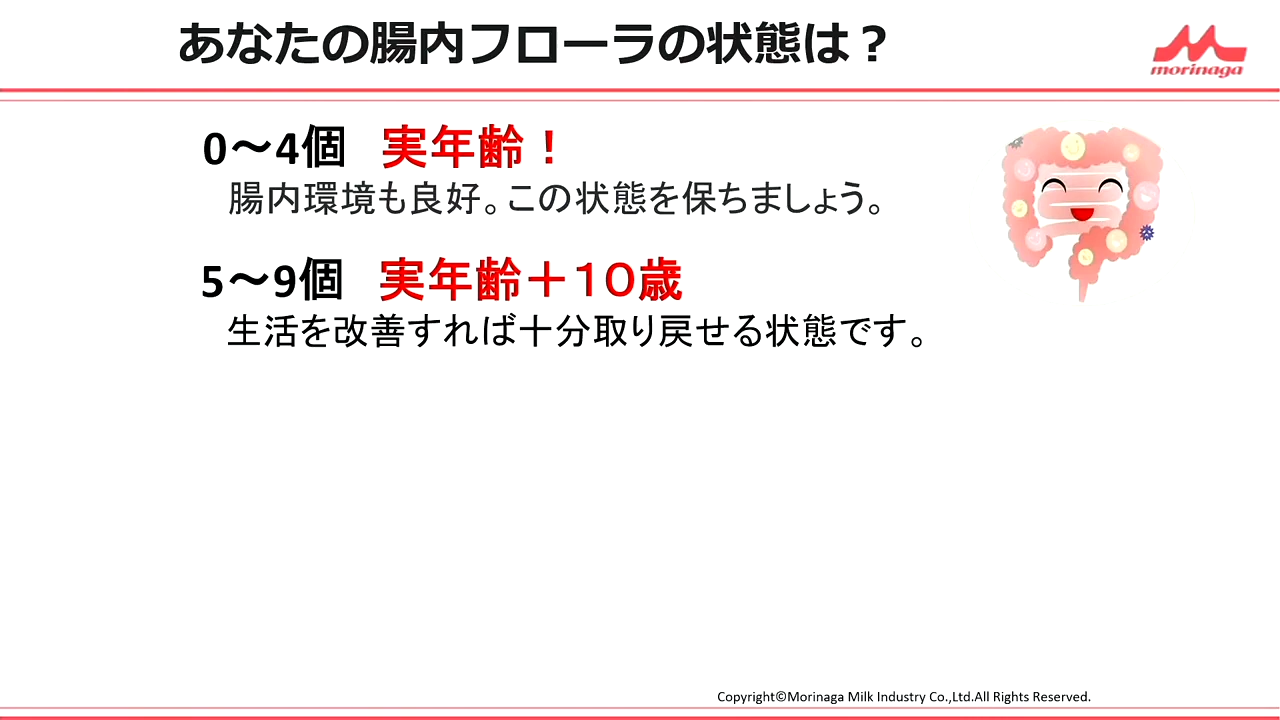 あなたの腸内フローラの状態は？
morinaga
0～4個　実年齢！
腸内環境も良好。この状態を保ちましょう。
5～9個　実年齢＋１０歳
生活を改善すれば十分取り戻せる状態です。
Copyright©Morinaga Milk Industry Co.,Ltd.All Rights Reserved.